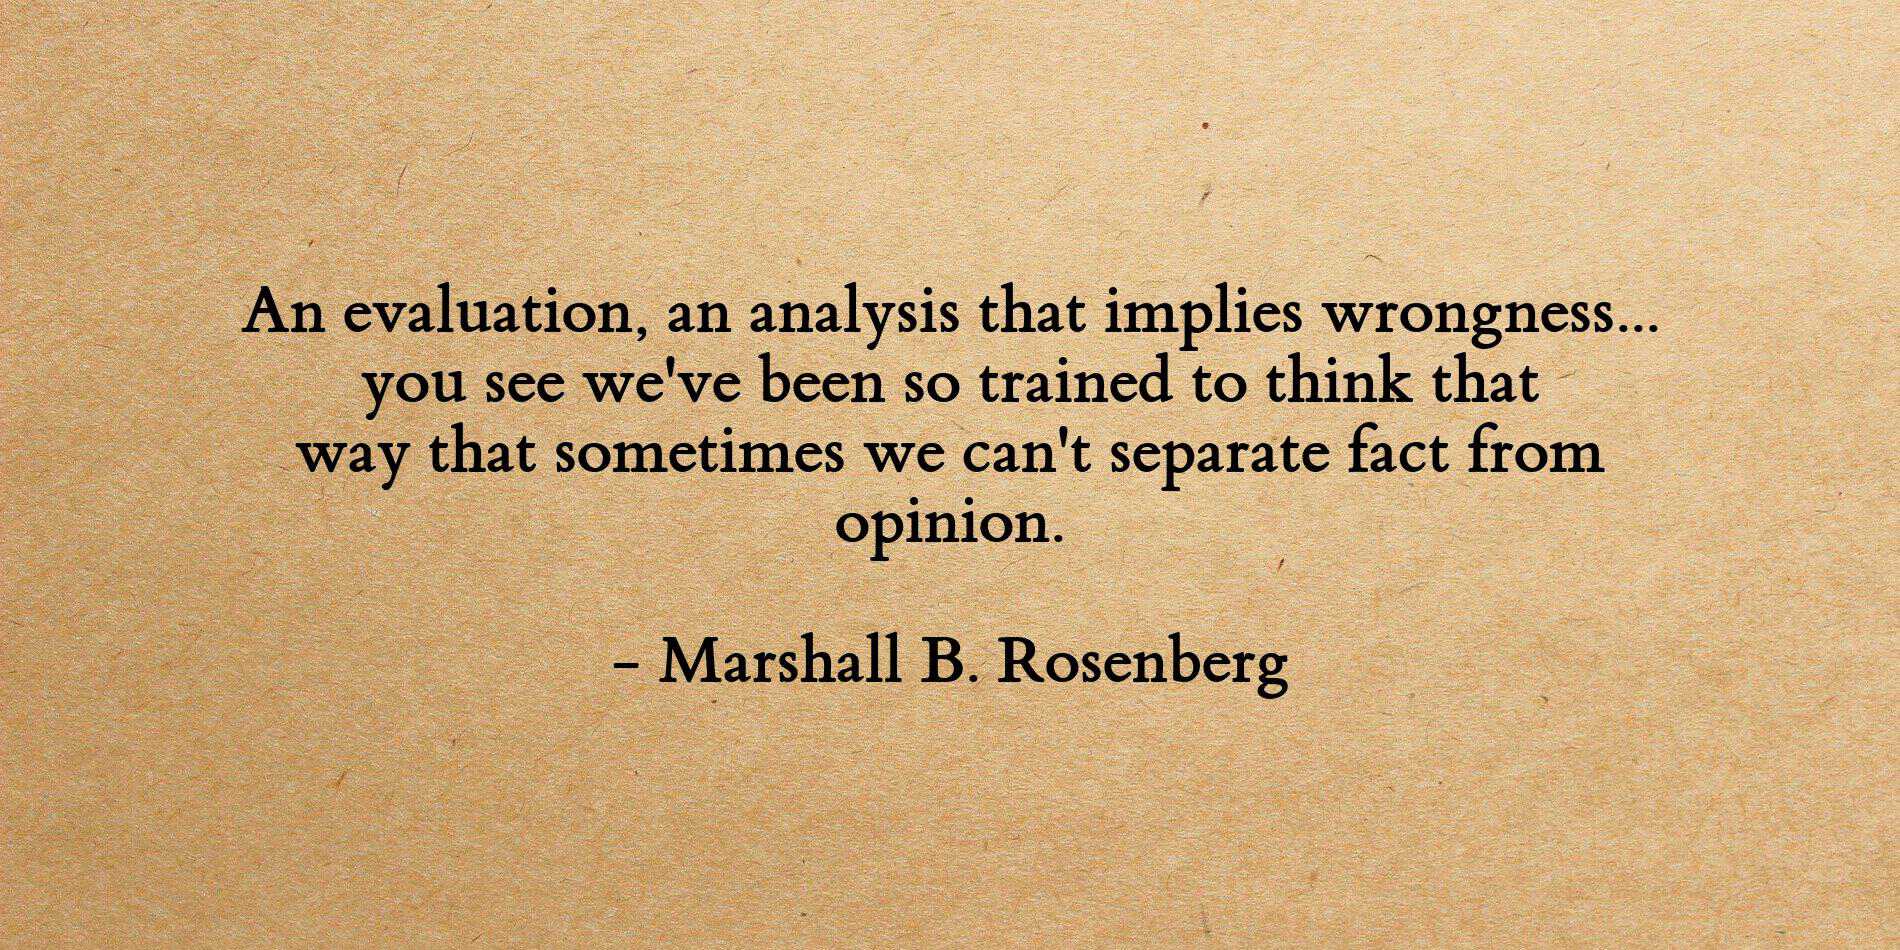 An evaluation, an analysis that implies wrongness...
you see we've been so trained to think that
way that sometimes we can't separate fact from
opinion.
– Marshall B. Rosenberg